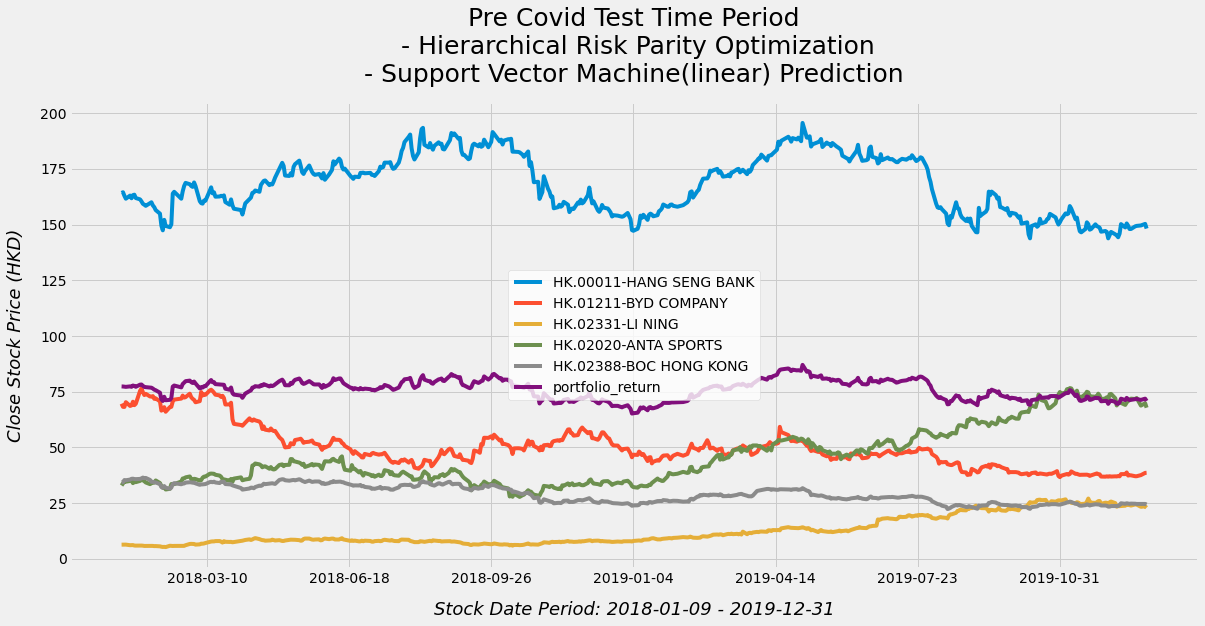 Pre Covid Test Time Period
- Hierarchical Risk Parity Optimization
- Support Vector Machine(linear) Prediction
Close Stock Price (HKD)
200
175
150
125
100
75
50
25
0
HK.00011-HANG SENG BANK
HK.01211-BYD COMPANY
HK.02331-LI NING
HK.02020-ANTA SPORTS
HK.02388-BOC HONG KONG
portfolio_return
2018-03-10
2018-06-18
2018-09-26
2019-01-04
2019-04-14
2019-07-23
2019-10-31
Stock Date Period: 2018-01-09 - 2019-12-31